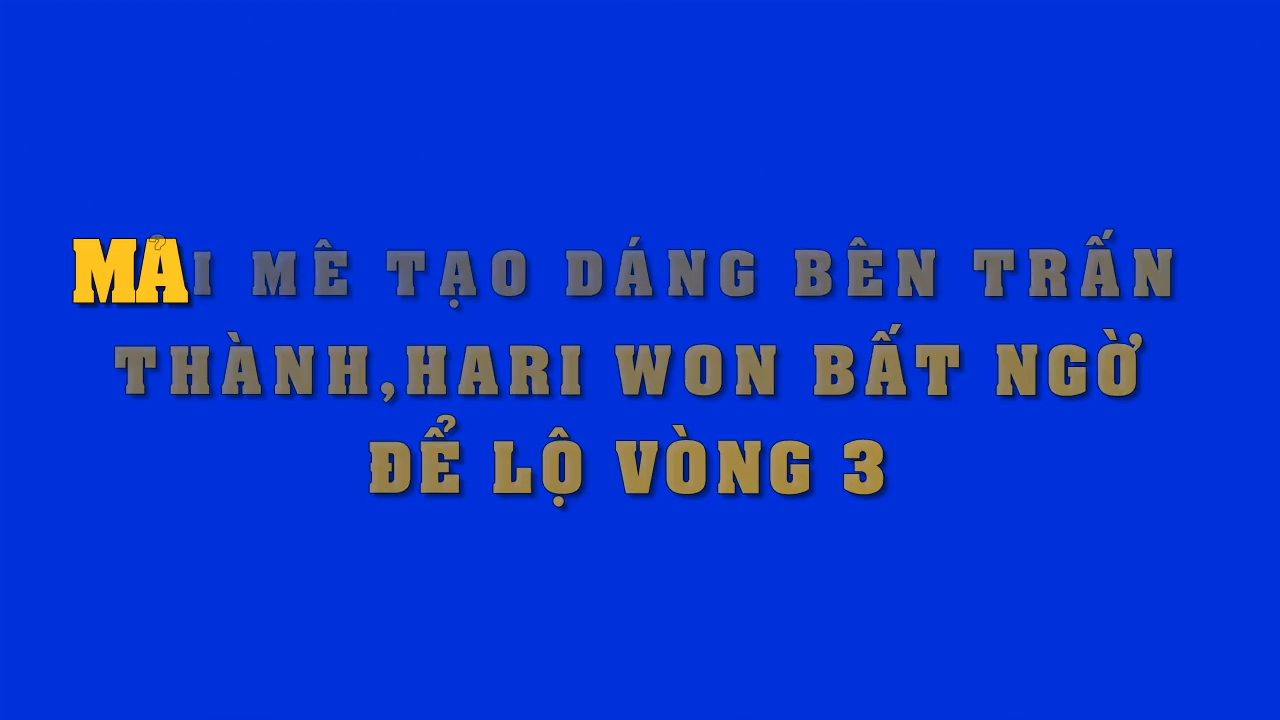 MẢI MÊ TẠO DÁNG BÊN TRẤN
THÀNH,HARI WON BẤT NGỜ
ĐỂ LỘ VÒNG 3